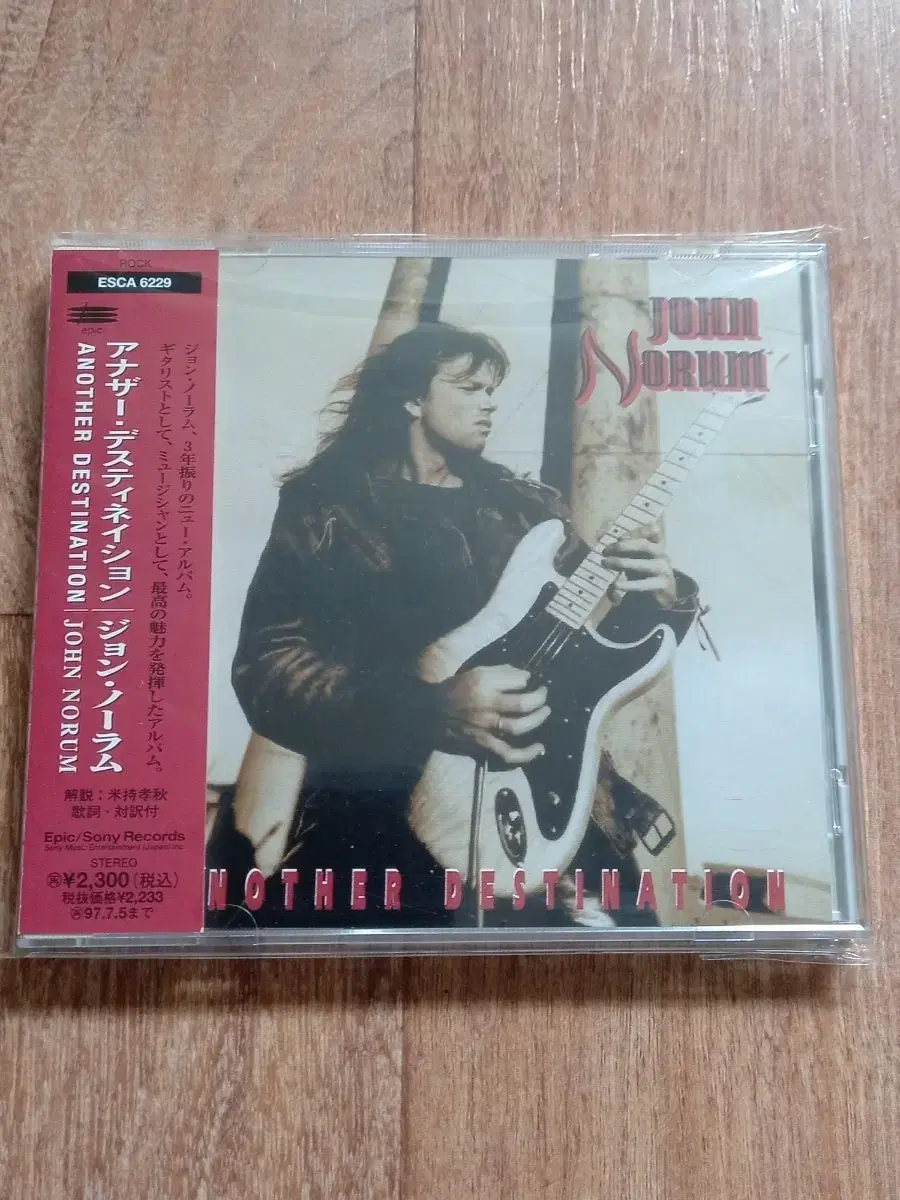 ROCK
ESCA 6229
epic
アナザー・デスティネイション/ジョン・ノーラム
ANOTHER DESTINATION/JOHN NORUM
ジョン・ノーラム、3年振りのニュー・アルバム。
ギタリストとして、ミュージシャンとして、最高の魅力を発揮したアルバム。
解説:米持孝秋
歌詞・対訳付
Epic/Sony Records
Sony Music Entertainment (Japan) Inc.
STEREO
¥2,300(税込)
税抜価格¥2,233
97.7.5まで
JOHN
NORUM
NOTHER DESTINATION